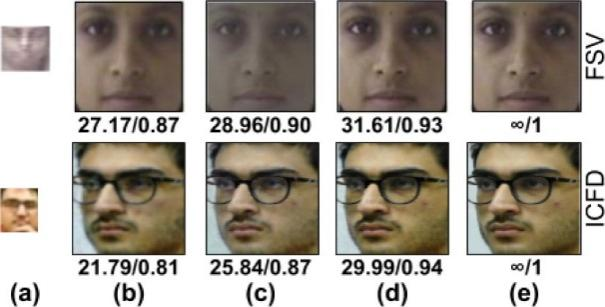 FSV
27.17/0.87 28.96/0.90 31.61/0.93 ∞/1
ICFD
21.79/0.81 25.84/0.87 29.99/0.94 ∞/1
(a) (b) (c) (d) (e)